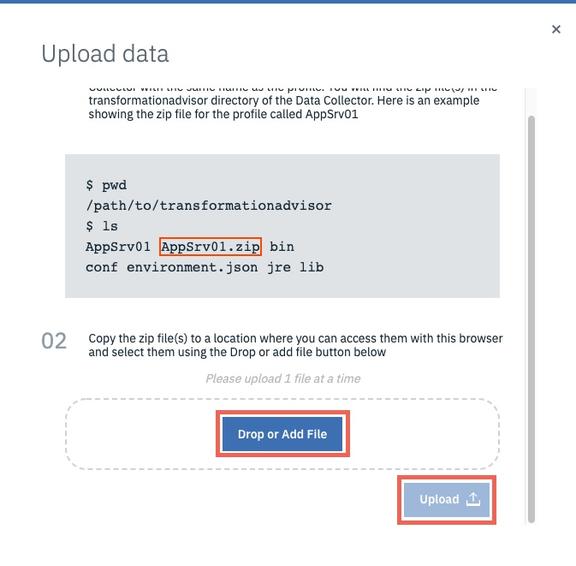 Upload data
Collector with the same name as the profile. You will find the zip file(s) in the
transformationadvisor directory of the Data Collector. Here is an example
showing the zip file for the profile called AppSrv01
$ pwd
/path/to/transformationadvisor
$ ls
AppSrv01 AppSrv01.zip bin
conf environment.json jre lib
02 Copy the zip file(s) to a location where you can access them with this browser
and select them using the Drop or add file button below
Please upload 1 file at a time
Drop or Add File
Upload